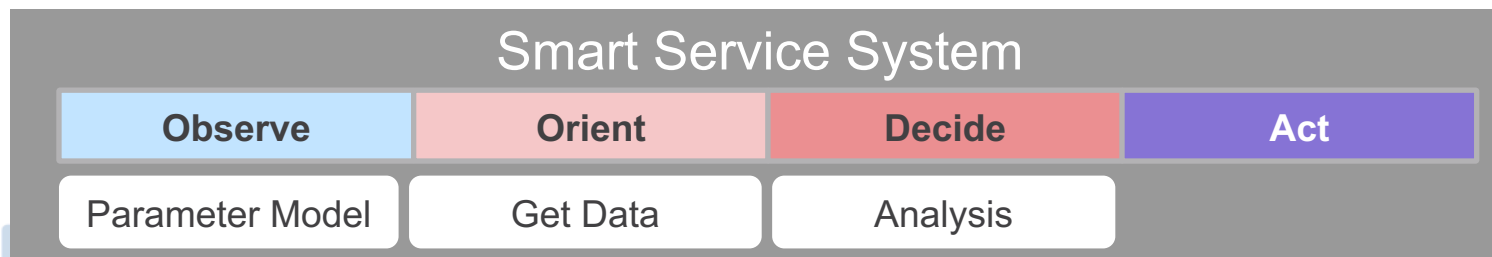 Smart Service System
Observe Orient Decide Act
Parameter Model Get Data Analysis